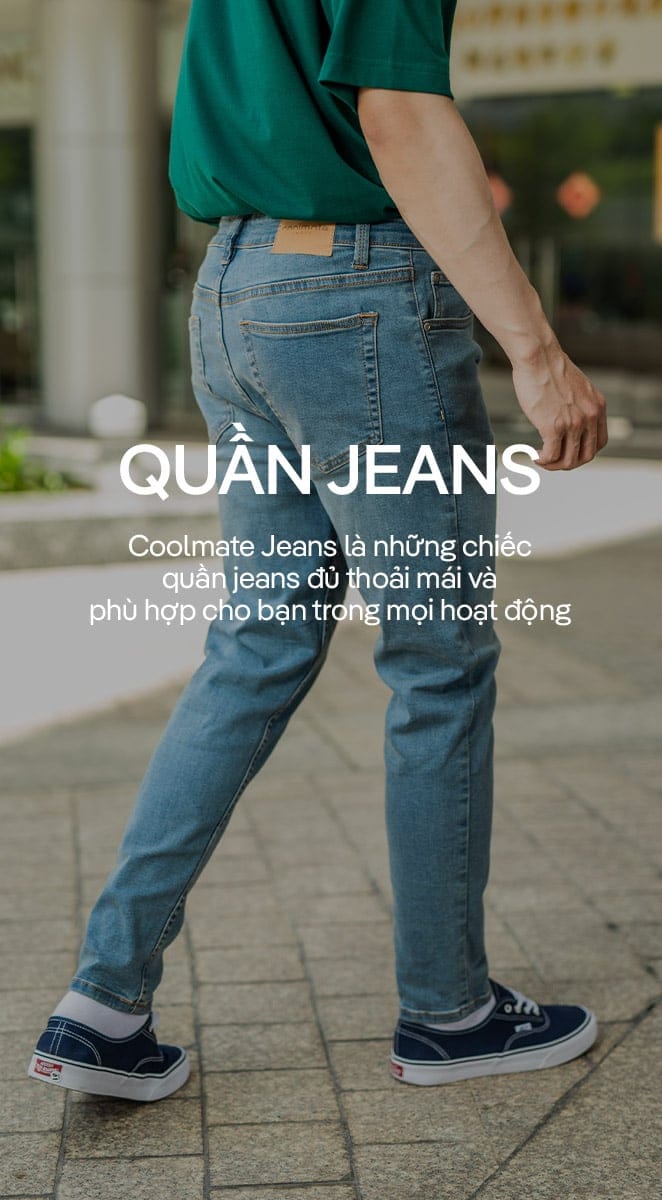 coolmate
QUẦN JEANS
Coolmate Jeans là những chiếc
quần jeans đủ thoải mái và
phù hợp cho bạn trong mọi hoạt động